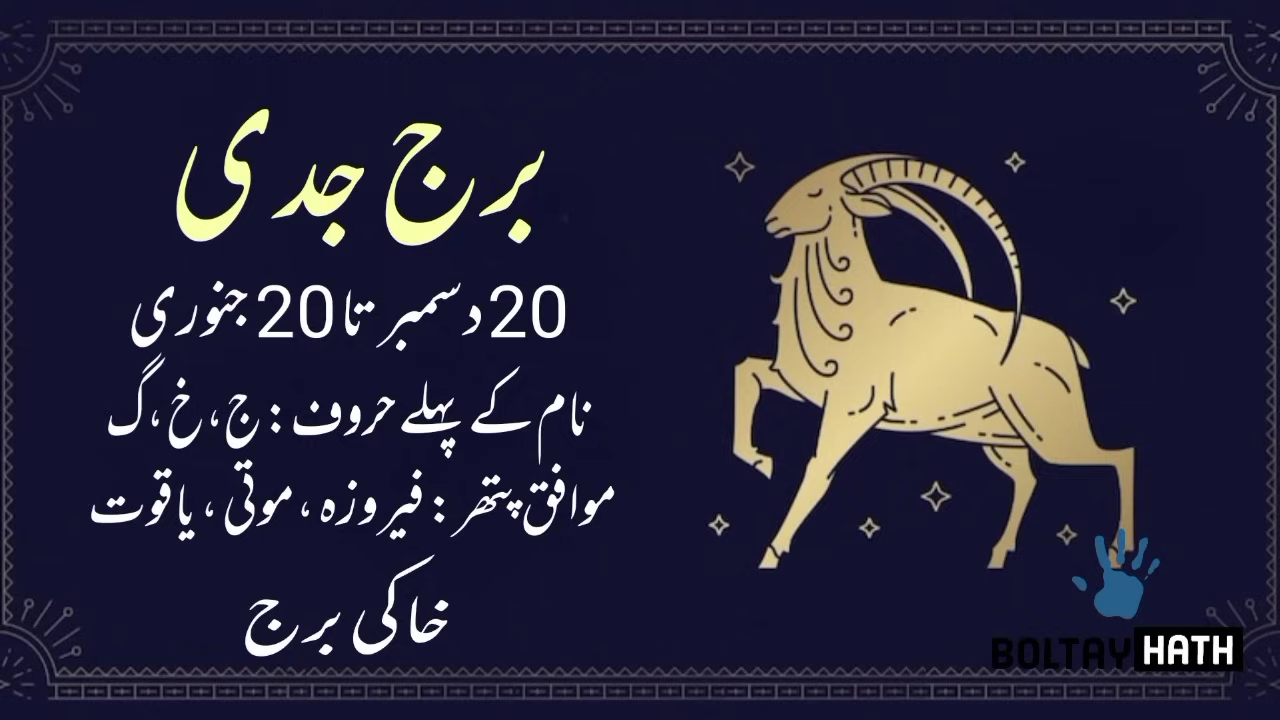 برج جدی
20 دسمبر تا 20 جنوری
نام کے پہلے حروف : ج ، خ ، گ
موافق پتھر : فیروزہ ، موتی ، یاقوت
خاکی برج
BOLTAY HATH